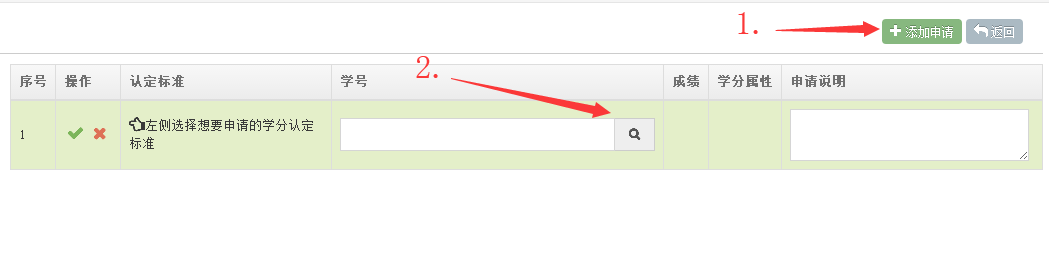 1.
添加申请
返回
2.
序号
操作
认定标准
学号
成绩
学分属性
申请说明
1
左侧选择想要申请的学分认定
标准